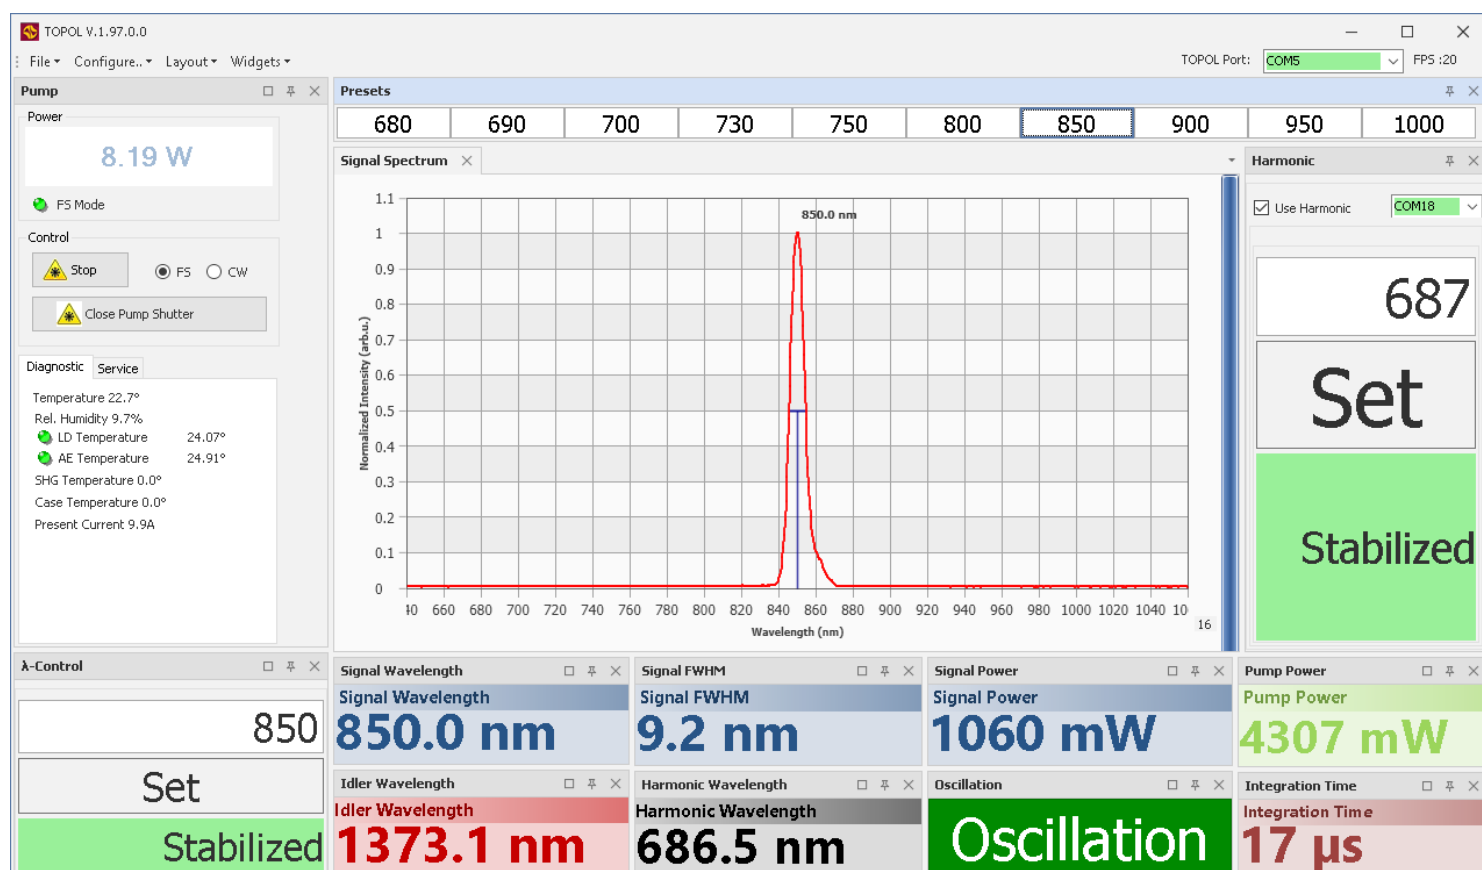 TOPOL V.1.97.0.0
File Configure.. Layout Widgets
TOPOL Port: COM5 FPS :20
Pump
Power
8.19 W
FS Mode
Control
Stop FS CW
Close Pump Shutter
Diagnostic Service
Temperature 22.7°
Rel. Humidity 9.7%
LD Temperature 24.07°
AE Temperature 24.91°
SHG Temperature 0.0°
Case Temperature 0.0°
Present Current 9.9A
λ-Control
850
Set
Stabilized
Presets
680 690 700 730 750 800 850 900 950 1000
Signal Spectrum
850.0 nm
Normalized Intensity (arb.u.)
1.1
1
0.9
0.8
0.7
0.6
0.5
0.4
0.3
0.2
0.1
0
40 660 680 700 720 740 760 780 800 820 840 860 880 900 920 940 960 980 1000 1020 1040 10
Wavelength (nm)
16
Harmonic
Use Harmonic COM18
687
Set
Stabilized
Signal Wavelength
Signal Wavelength
850.0 nm
Signal FWHM
Signal FWHM
9.2 nm
Signal Power
Signal Power
1060 mW
Pump Power
Pump Power
4307 mW
Idler Wavelength
Idler Wavelength
1373.1 nm
Harmonic Wavelength
Harmonic Wavelength
686.5 nm
Oscillation
Oscillation
Integration Time
Integration Time
17 µs